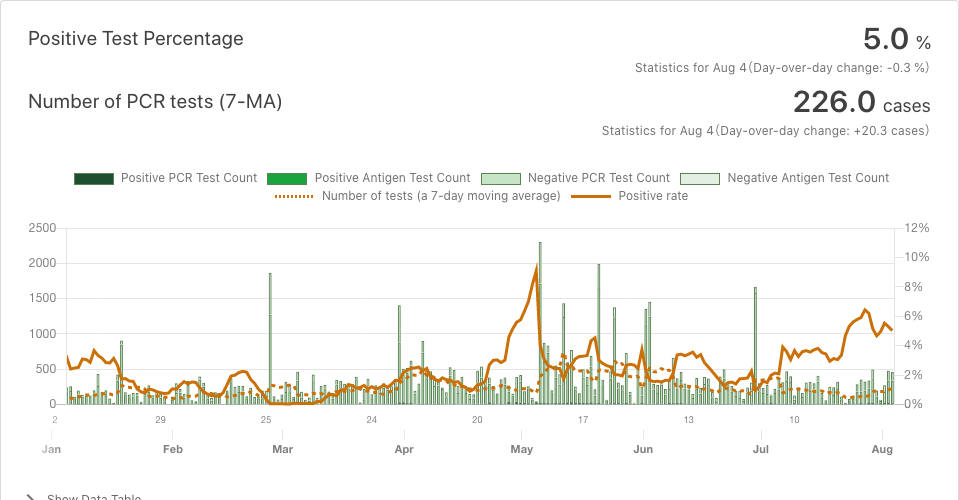 Positive Test Percentage
5.0 %
Statistics for Aug 4(Day-over-day change: -0.3 %)
Number of PCR tests (7-MA)
226.0 cases
Statistics for Aug 4(Day-over-day change: +20.3 cases)
Positive PCR Test Count Positive Antigen Test Count Negative PCR Test Count Negative Antigen Test Count
Number of tests (a 7-day moving average) Positive rate
2500 12%
2000 10%
1500 8%
1000 6%
500 4%
0 2%
0%
2 29 25 24 20 17 13 10
Jan Feb Mar Apr May Jun Jul Aug
Show Data Table